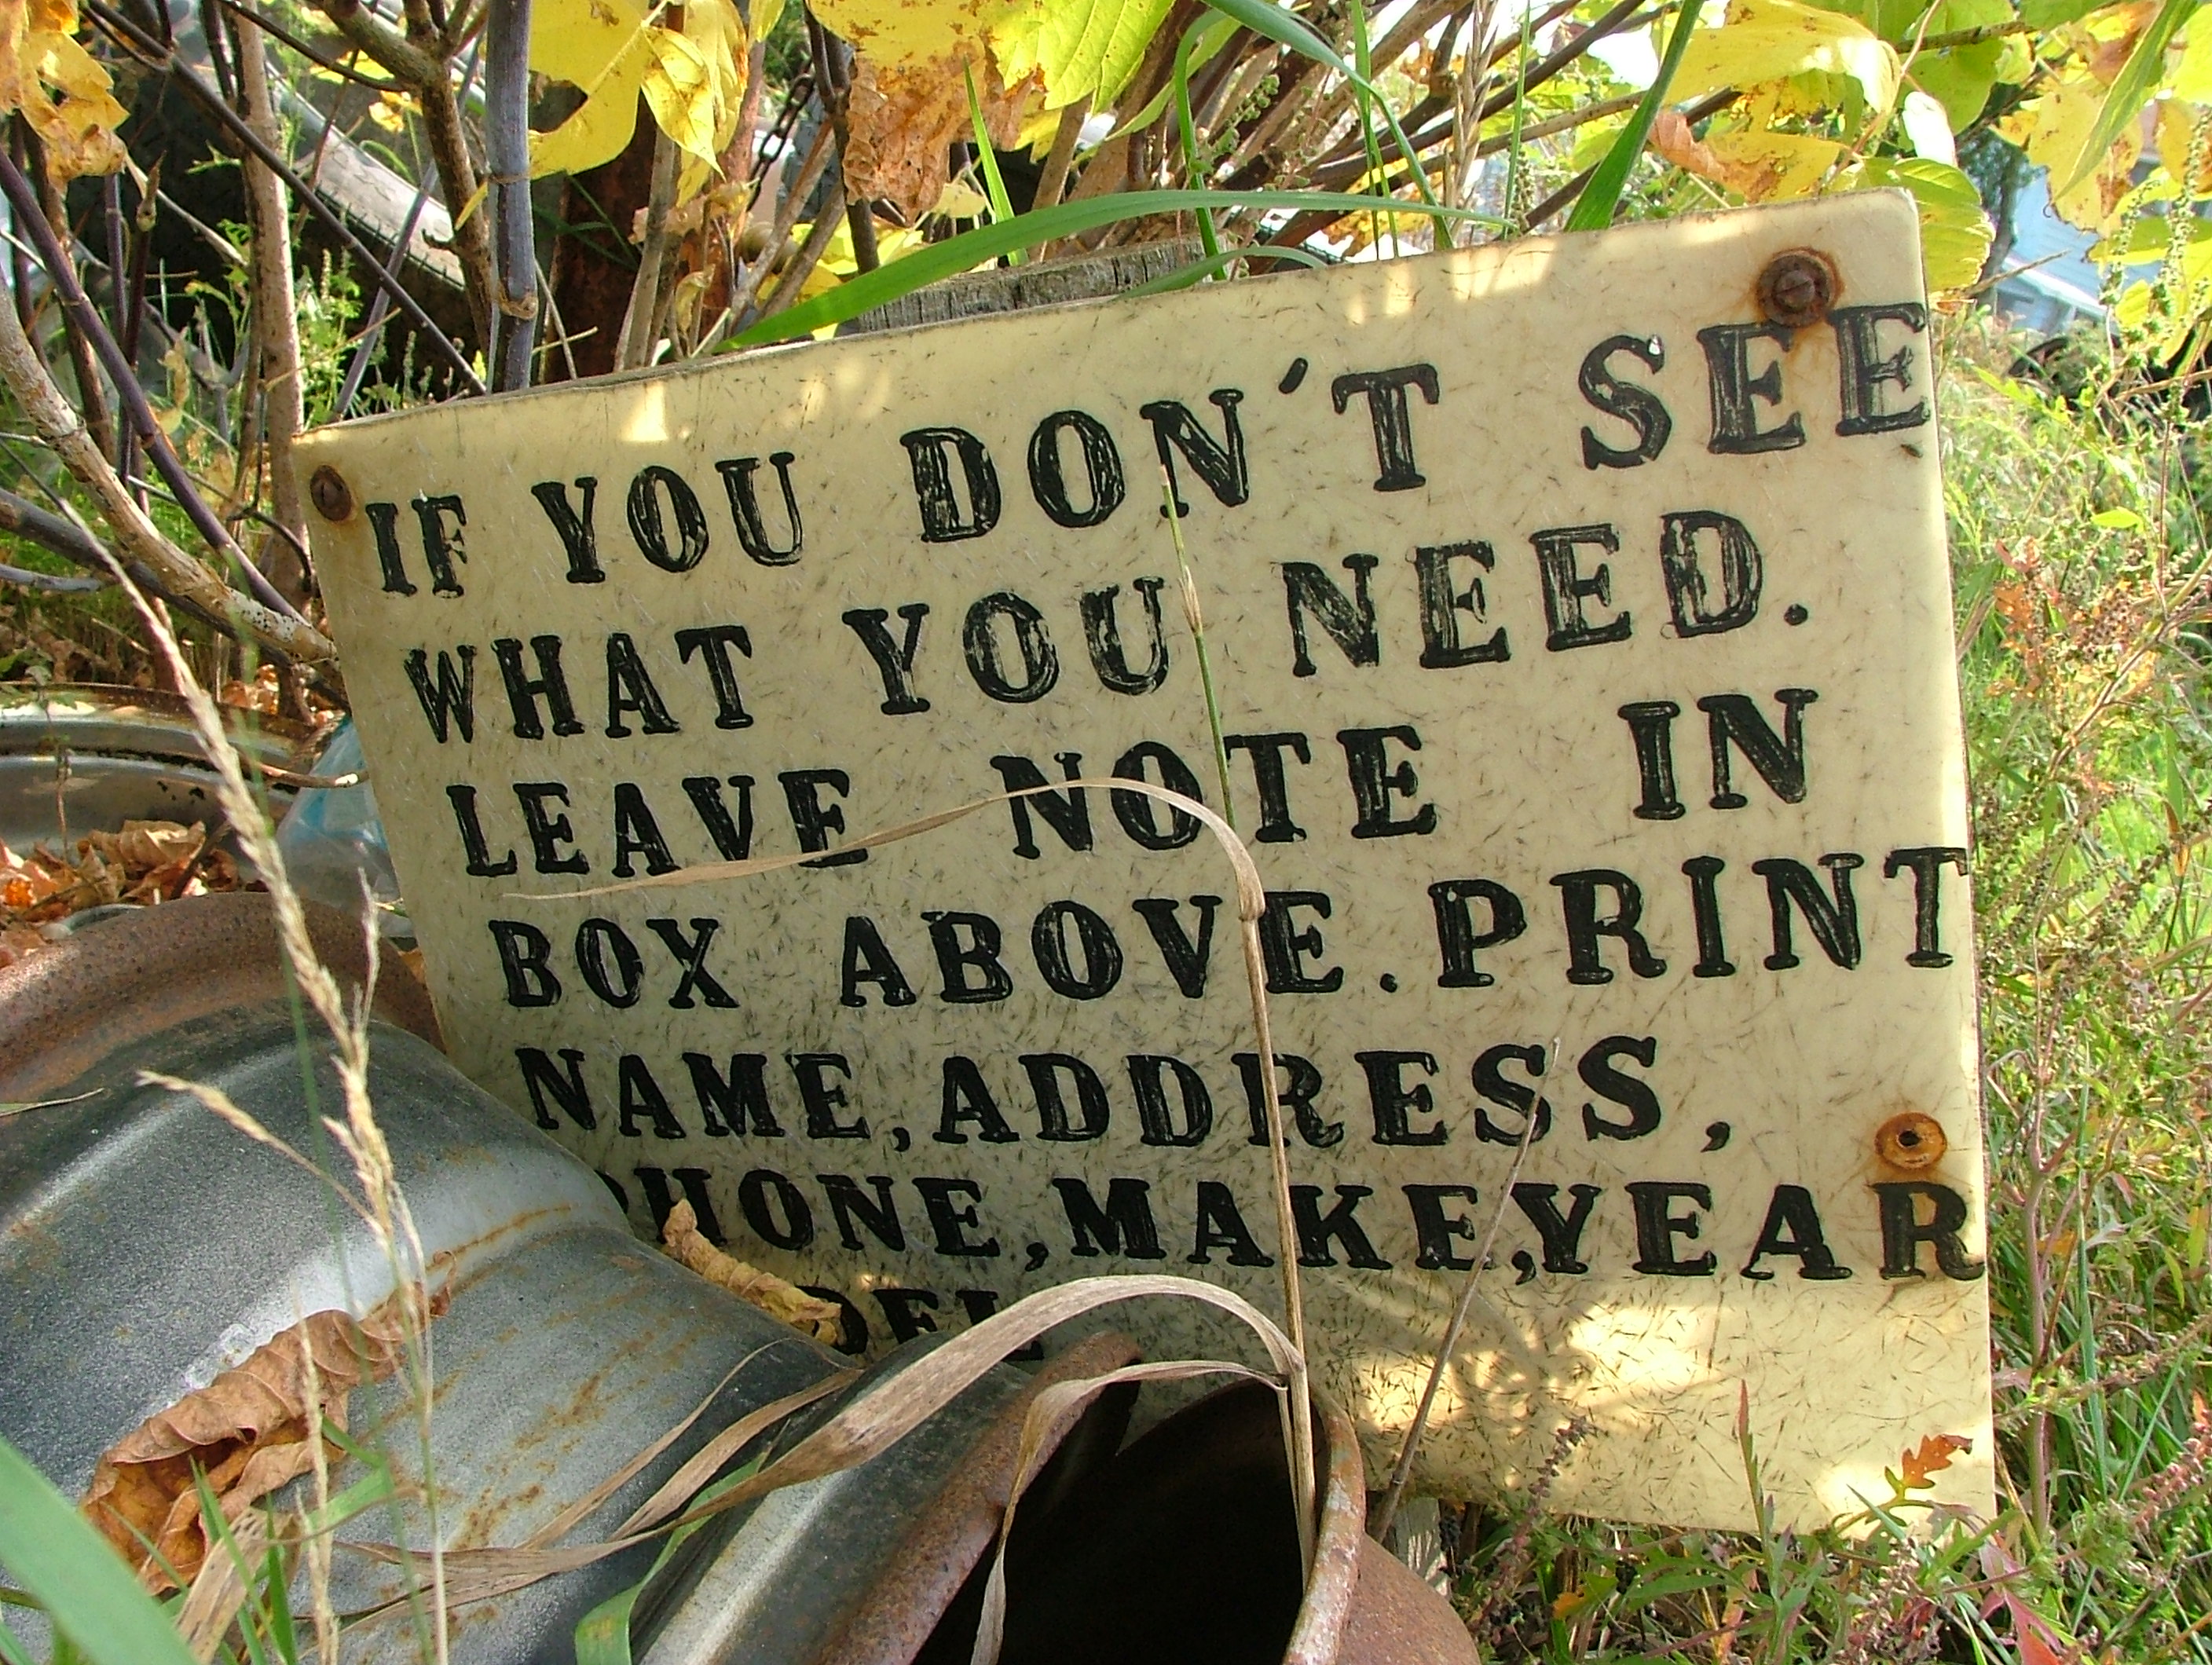 IF YOU DON'T SEE
WHAT YOU NEED.
LEAVE NOTE IN
BOX ABOVE. PRINT
NAME, ADDRESS,
PHONE, MAKE, YEAR